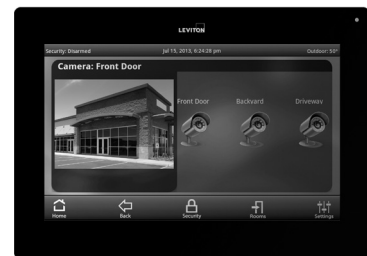 LEVITON
Security: Disarmed Jul 15, 2013, 6:24:28 pm Outdoor: 50°
Camera: Front Door
Front Door Backyard Driveway
Home Back Security Rooms Settings